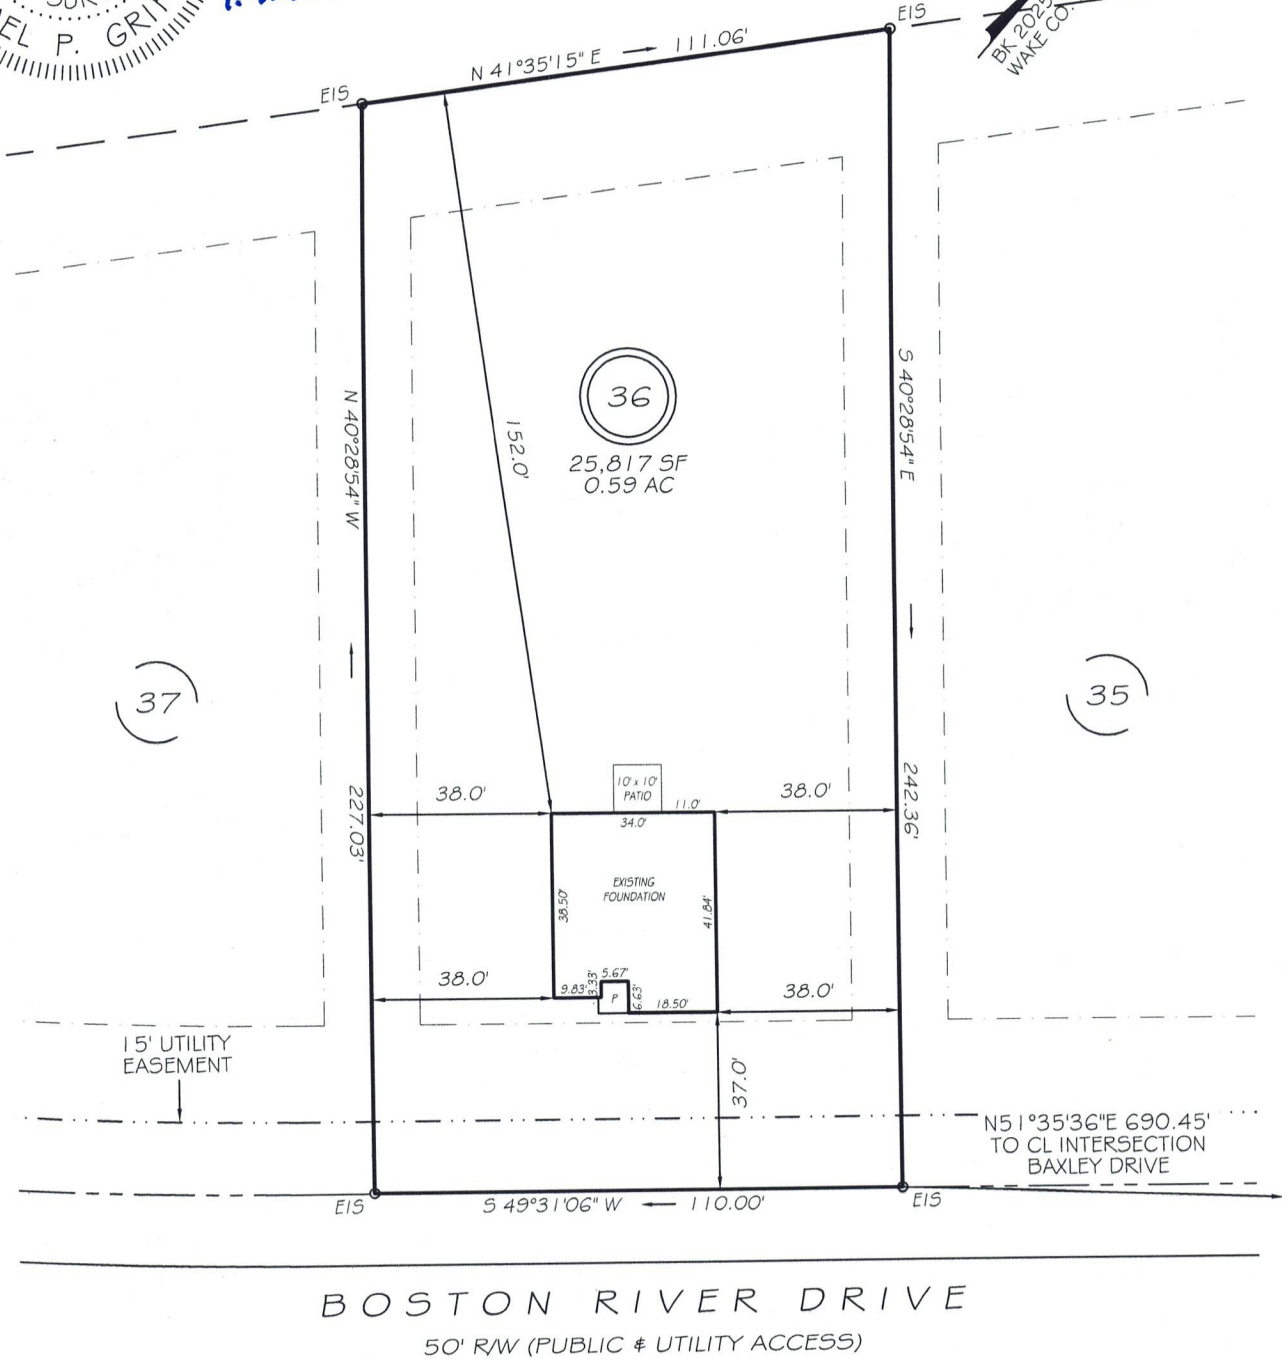 EL P. GRI
BK 2025
WAKE CO.
EIS
N 41°35'15" E 111.06'
EIS
N 40°28'54" W
227.03'
S 40°28'54" E
242.36'
152.0'
36
25,817 SF
0.59 AC
37
35
38.0'
38.0'
10' x 10'
PATIO
11.0'
34.0'
EXISTING
FOUNDATION
38.50'
41.84'
38.0'
38.0'
9.83'
3.33'
5.67'
P
6.63'
18.50'
37.0'
15' UTILITY
EASEMENT
N51°35'36"E 690.45'
TO CL INTERSECTION
BAXLEY DRIVE
EIS
S 49°31'06" W 110.00'
EIS
BOSTON RIVER DRIVE
50' R/W (PUBLIC & UTILITY ACCESS)